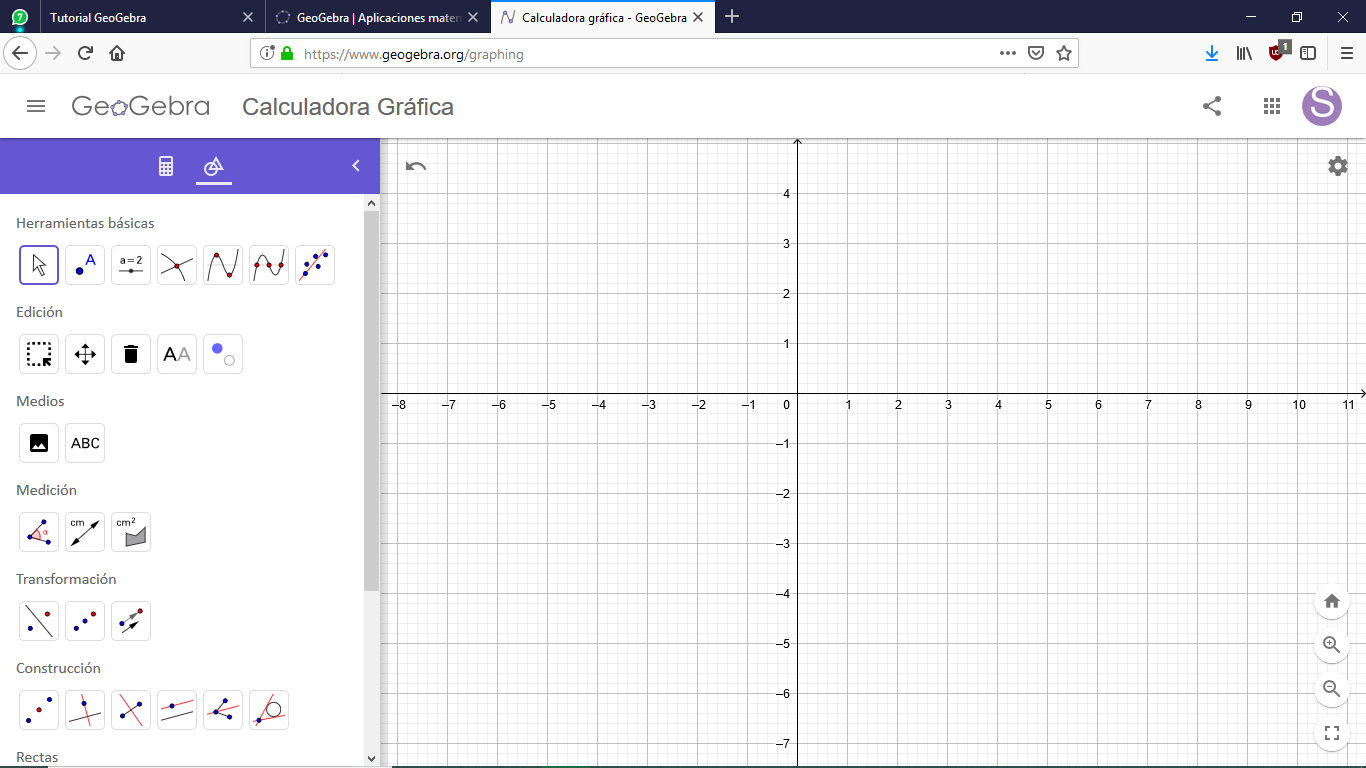 7 Tutorial GeoGebra GeoGebra | Aplicaciones matem Calculadora gráfica - GeoGebra
https://www.geogebra.org/graphing 1
GeoGebra Calculadora Gráfica S
Herramientas básicas
A a=2
Edición
AA
Medios
ABC
Medición
α cm cm²
Transformación
Construcción
Rectas
4
3
2
1
–8 –7 –6 –5 –4 –3 –2 –1 0 1 2 3 4 5 6 7 8 9 10 11
–1
–2
–3
–4
–5
–6
–7